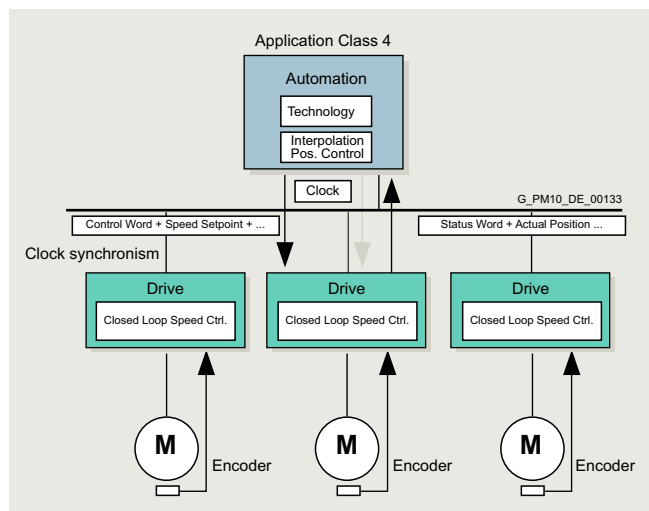 Application Class 4
Automation
Technology
Interpolation
Pos. Control
Clock
G_PM10_DE_00133
Control Word + Speed Setpoint + ...
Status Word + Actual Position ...
Clock synchronism
Drive
Drive
Drive
Closed Loop Speed Ctrl.
Closed Loop Speed Ctrl.
Closed Loop Speed Ctrl.
M
M
M
Encoder
Encoder
Encoder